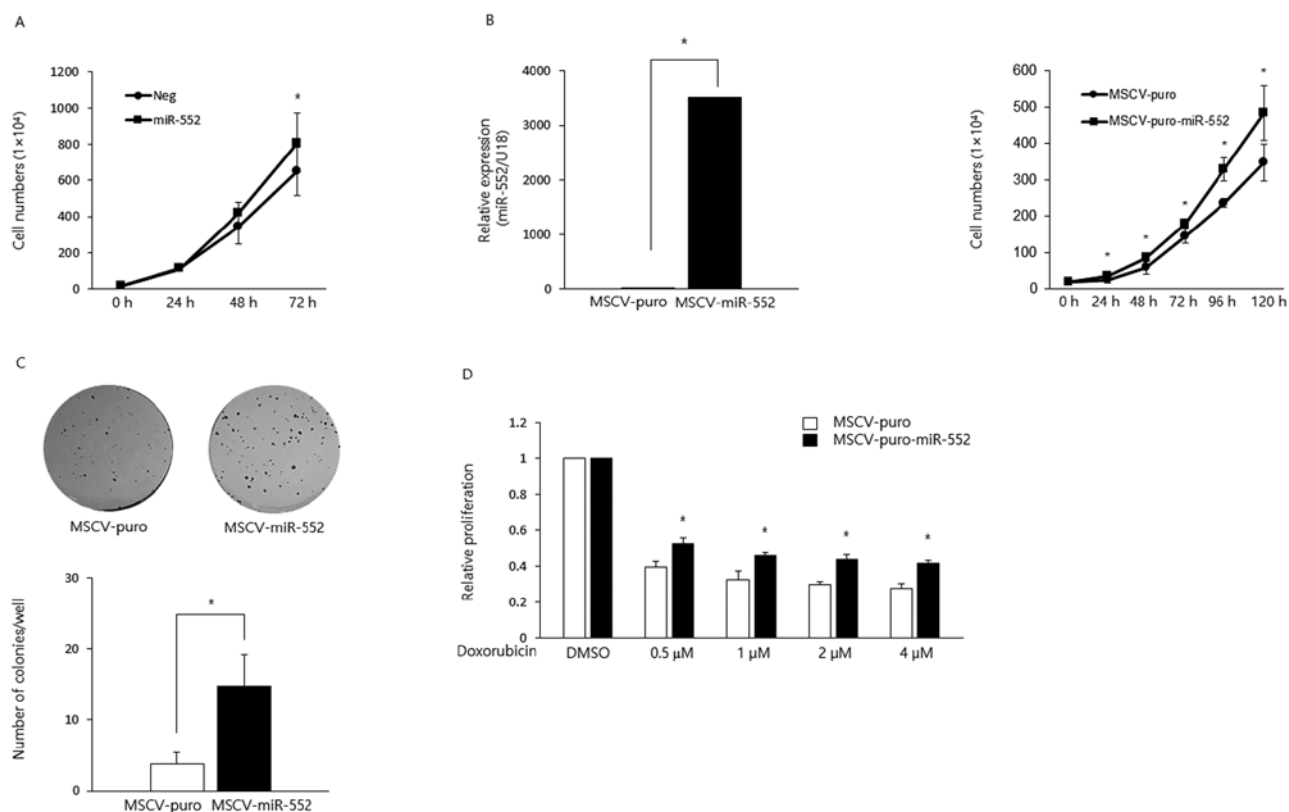 A
Cell numbers (1×10⁴)
1200
1000
800
600
400
200
0
Neg
miR-552
*
0 h 24 h 48 h 72 h
B
Relative expression
(miR-552/U18)
4000
3000
2000
1000
0
*
MSCV-puro MSCV-miR-552
Cell numbers (1×10⁴)
600
500
400
300
200
100
0
MSCV-puro
MSCV-puro-miR-552
* * * * *
0 h 24 h 48 h 72 h 96 h 120 h
C
MSCV-puro MSCV-miR-552
Number of colonies/well
30
20
10
0
*
MSCV-puro MSCV-miR-552
D
MSCV-puro
MSCV-puro-miR-552
Relative proliferation
1.2
1
0.8
0.6
0.4
0.2
0
* * * *
Doxorubicin DMSO 0.5 μM 1 μM 2 μM 4 μM